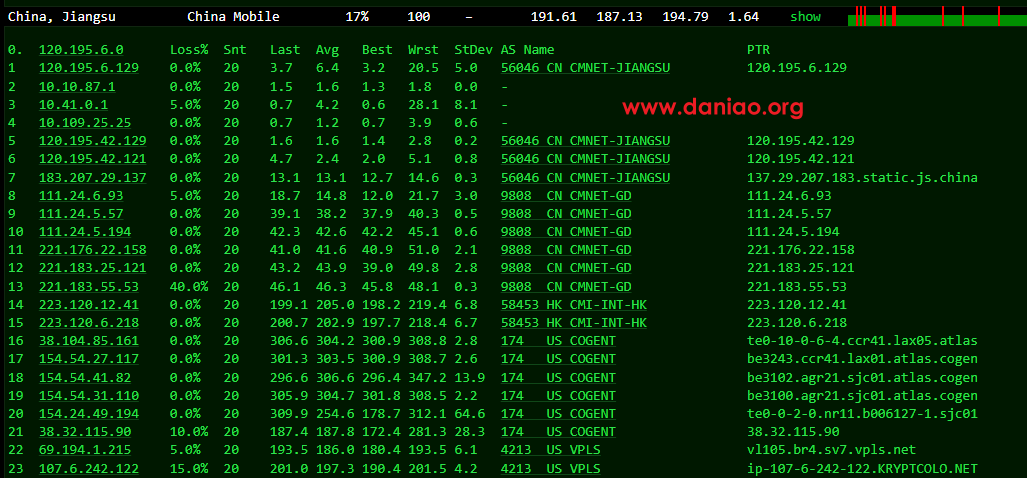 China, Jiangsu China Mobile 17% 100 – 191.61 187.13 194.79 1.64 show
0. 120.195.6.0 Loss% Snt Last Avg Best Wrst StDev AS Name PTR
1 120.195.6.129 0.0% 20 3.7 6.4 3.2 20.5 5.0 56046 CN CMNET-JIANGSU 120.195.6.129
2 10.10.87.1 0.0% 20 1.5 1.6 1.3 1.8 0.0 -
3 10.41.0.1 5.0% 20 0.7 4.2 0.6 28.1 8.1 -
www.daniao.org
4 10.109.25.25 0.0% 20 0.7 1.2 0.7 3.9 0.6 -
5 120.195.42.129 0.0% 20 1.6 1.6 1.4 2.8 0.2 56046 CN CMNET-JIANGSU 120.195.42.129
6 120.195.42.121 0.0% 20 4.7 2.4 2.0 5.1 0.8 56046 CN CMNET-JIANGSU 120.195.42.121
7 183.207.29.137 0.0% 20 13.1 13.1 12.7 14.6 0.3 56046 CN CMNET-JIANGSU 137.29.207.183.static.js.china
8 111.24.6.93 5.0% 20 18.7 14.8 12.0 21.7 3.0 9808 CN CMNET-GD 111.24.6.93
9 111.24.5.57 0.0% 20 39.1 38.2 37.9 40.3 0.5 9808 CN CMNET-GD 111.24.5.57
10 111.24.5.194 0.0% 20 42.3 42.6 42.2 45.1 0.6 9808 CN CMNET-GD 111.24.5.194
11 221.176.22.158 0.0% 20 41.0 41.6 40.9 51.0 2.1 9808 CN CMNET-GD 221.176.22.158
12 221.183.25.121 0.0% 20 43.2 43.9 39.0 49.8 2.8 9808 CN CMNET-GD 221.183.25.121
13 221.183.55.53 40.0% 20 46.1 46.3 45.8 48.1 0.3 9808 CN CMNET-GD 221.183.55.53
14 223.120.12.41 0.0% 20 199.1 205.0 198.2 219.4 6.8 58453 HK CMI-INT-HK 223.120.12.41
15 223.120.6.218 0.0% 20 200.7 202.9 197.7 218.4 6.7 58453 HK CMI-INT-HK 223.120.6.218
16 38.104.85.161 0.0% 20 306.6 304.2 300.9 308.8 2.8 174 US COGENT te0-10-0-6-4.ccr41.lax05.atlas
17 154.54.27.117 0.0% 20 301.3 303.5 300.9 308.7 2.6 174 US COGENT be3243.ccr41.lax01.atlas.cogen
18 154.54.41.82 0.0% 20 296.6 306.6 296.4 347.2 13.9 174 US COGENT be3102.agr21.sjc01.atlas.cogen
19 154.54.31.110 0.0% 20 305.9 304.7 301.8 308.5 2.2 174 US COGENT be3100.agr21.sjc01.atlas.cogen
20 154.24.49.194 0.0% 20 309.9 254.6 178.7 312.1 64.6 174 US COGENT te0-0-2-0.nr11.b006127-1.sjc01
21 38.32.115.90 10.0% 20 187.4 187.8 172.4 281.3 28.3 174 US COGENT 38.32.115.90
22 69.194.1.215 5.0% 20 193.5 186.0 180.4 193.5 6.1 4213 US VPLS vl105.br4.sv7.vpls.net
23 107.6.242.122 15.0% 20 201.0 197.3 190.4 201.5 4.2 4213 US VPLS ip-107-6-242-122.KRYPTCOLO.NET